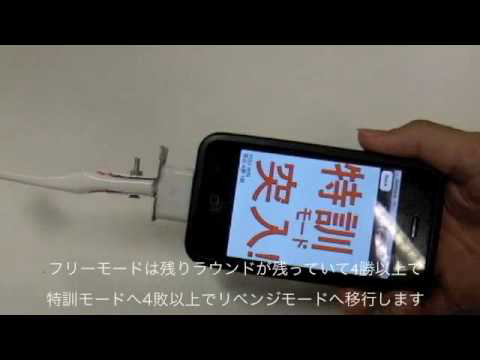 特訓
モード
突入!
フリーモードは残りラウンドが残っていて4勝以上で
特訓モードへ4敗以上でリベンジモードへ移行します